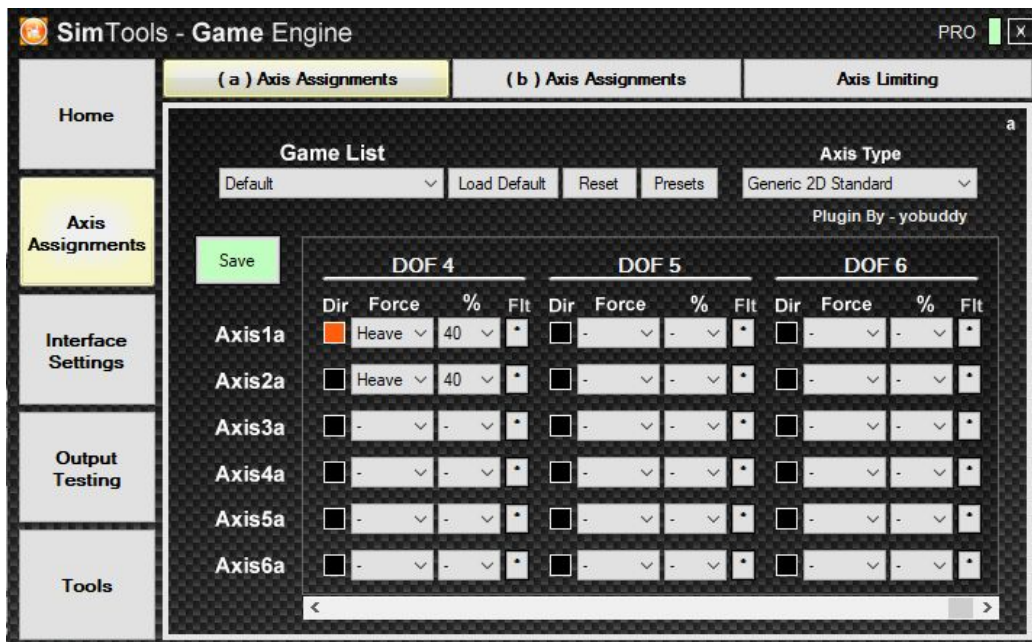 SimTools - Game Engine
PRO
X
Home
Axis
Assignments
Interface
Settings
Output
Testing
Tools
( a ) Axis Assignments
( b ) Axis Assignments
Axis Limiting
a
Game List
Axis Type
Default
Load Default
Reset
Presets
Generic 2D Standard
Plugin By - yobuddy
Save
DOF 4 DOF 5 DOF 6
Dir Force % Flt Dir Force % Flt Dir Force % Flt
Axis1a Heave 40 * - - * - - *
Axis2a Heave 40 * - - * - - *
Axis3a - - * - - * - - *
Axis4a - - * - - * - - *
Axis5a - - * - - * - - *
Axis6a - - * - - * - - *